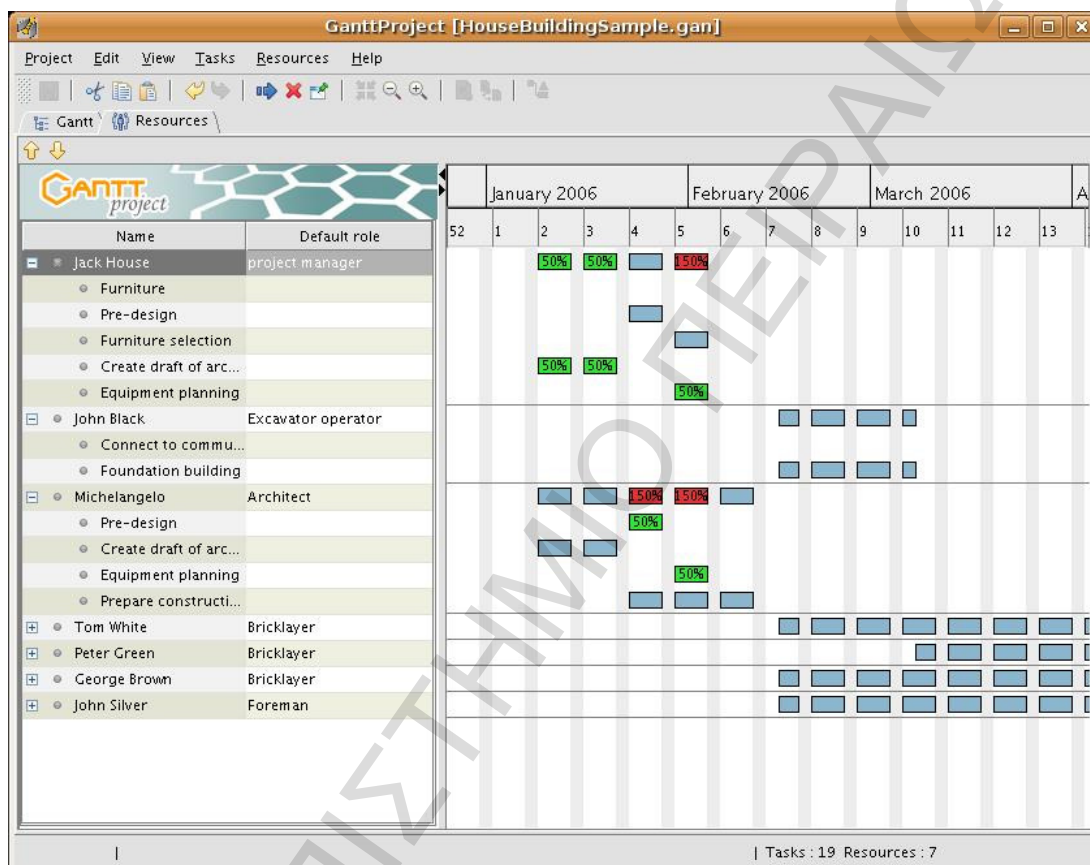 GanttProject [HouseBuildingSample.gan]
Project Edit View Tasks Resources Help
Gantt Resources
GANTT project
January 2006 February 2006 March 2006 A
Name Default role 52 1 2 3 4 5 6 7 8 9 10 11 12 13
Jack House project manager 50% 50% 150%
Furniture
Pre-design
Furniture selection
Create draft of arc... 50% 50%
Equipment planning 50%
John Black Excavator operator
Connect to commu...
Foundation building
Michelangelo Architect 150% 150%
Pre-design 50%
Create draft of arc...
Equipment planning 50%
Prepare constructi...
Tom White Bricklayer
Peter Green Bricklayer
George Brown Bricklayer
John Silver Foreman
| | Tasks : 19 Resources : 7
ΠΙΣΤΗΜΙΟ ΠΕΙΡΑΙΩ